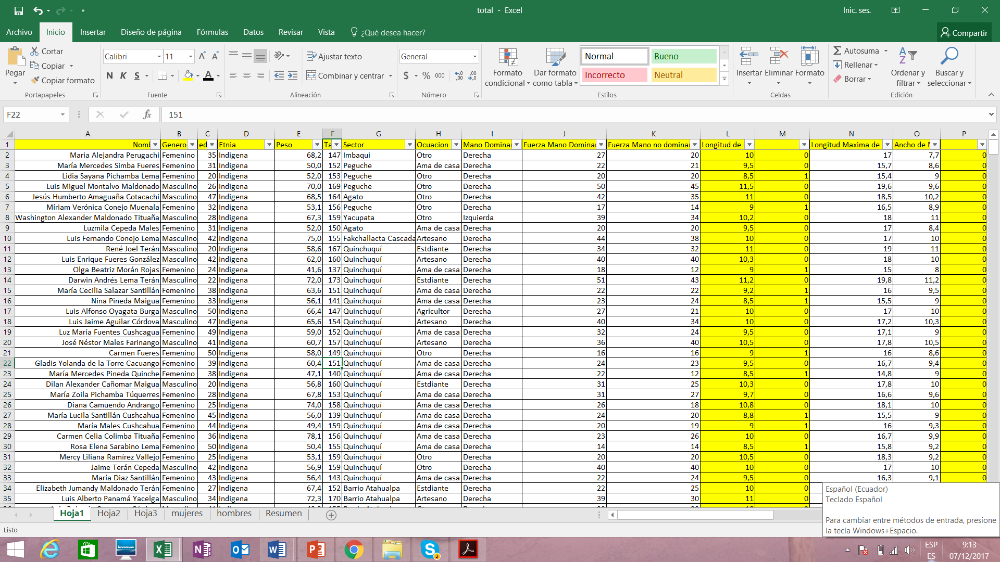 total - Excel
Inic. ses.
Archivo Inicio Insertar Diseño de página Fórmulas Datos Revisar Vista ¿Qué desea hacer? Compartir
Pegar
Cortar
Copiar
Copiar formato
Portapapeles
Calibri 11
N K S
Fuente
Ajustar texto
Combinar y centrar
Alineación
General
$ % 000
Número
Formato condicional
Dar formato como tabla
Normal Bueno
Incorrecto Neutral
Estilos
Insertar Eliminar Formato
Celdas
Autosuma
Rellenar
Borrar
Ordenar y filtrar
Buscar y seleccionar
Edición
F22 fx 151
A B C D E F G H I J K L M N O P
1 Nomb Genero ed Etnia Peso Ta Sector Ocuacion Mano Dominan Fuerza Mano Dominan Fuerza Mano no dominan Longitud de Longitud Maxima de Ancho de M
2 Maria Alejandra Perugachi Femenino 35 Indigena 68,2 147 Imbaqui Otro Derecha 27 20 10 0 17 7,7 0
3 María Mercedes Simba Fueres Femenino 31 Indigena 50,0 152 Peguche Ama de casa Derecha 22 21 9,5 0 15,7 8,6 0
4 Lidia Sayana Pichamba Lema Femenino 20 Indigena 52,0 153 Peguche Otro Derecha 20 20 8,5 1 15,4 9 0
5 Luis Miguel Montalvo Maldonado Masculino 26 Indigena 70,0 169 Peguche Otro Derecha 50 45 11,5 0 19,6 9,6 0
6 Jesús Humberto Amaguaña Cotacachi Masculino 47 Indigena 68,5 164 Agato Otro Derecha 42 35 11 0 18,5 10,2 0
7 Míriam Verónica Conejo Muenala Femenino 32 Indigena 53,1 156 Peguche Otro Derecha 17 14 9 1 16,5 8,9 0
8 Washington Alexander Maldonado Tituaña Masculino 28 Indigena 67,3 159 Yacupata Otro Izquierda 39 34 10,2 0 18 11 0
9 Luzmila Cepeda Males Femenino 31 Indigena 52,0 150 Agato Ama de casa Derecha 20 20 9,5 0 17 8,4 0
10 Luis Fernando Conejo Lema Masculino 42 Indigena 75,0 155 Fakchallacta Cascada Artesano Derecha 44 38 10 0 17 10 0
11 René Joel Terán Masculino 20 Indigena 58,6 167 Quinchuquí Estdiante Derecha 34 32 11 0 19 11 0
12 Luis Enrique Fueres González Masculino 42 Indigena 62,0 160 Quinchuquí Artesano Derecha 40 40 10,3 0 18 10 0
13 Olga Beatriz Morán Rojas Femenino 24 Indigena 41,6 137 Quinchuquí Ama de casa Derecha 18 12 9 1 15 8 0
14 Darwin Andrés Lema Terán Masculino 22 Indigena 72,0 173 Quinchuquí Estdiante Derecha 51 43 11,2 0 19,8 11,2 0
15 María Cecilia Salazar Santillán Femenino 38 Indigena 63,6 151 Quinchuquí Ama de casa Derecha 22 22 9,2 1 16 9,5 0
16 Nina Pineda Maigua Femenino 33 Indigena 56,1 141 Quinchuquí Ama de casa Derecha 23 24 8,5 1 15,5 9 0
17 Luis Alfonso Oyagata Burga Masculino 50 Indigena 66,4 147 Quinchuquí Agricultor Derecha 27 21 10 0 17 10 0
18 Luis Jaime Aguilar Córdova Masculino 47 Indigena 65,6 154 Quinchuquí Artesano Derecha 40 34 10 0 17,2 10,3 0
19 Luz María Fuentes Cushcagua Femenino 49 Indigena 59,0 152 Quinchuquí Ama de casa Derecha 32 24 9,5 0 17,1 9 0
20 José Néstor Males Farinango Masculino 41 Indigena 60,7 157 Quinchuquí Artesano Derecha 36 40 10,5 0 17,8 10,5 0
21 Carmen Fueres Femenino 50 Indigena 58,0 149 Quinchuquí Otro Derecha 16 16 9 1 16 8,6 0
22 Gladis Yolanda de la Torre Cacuango Femenino 39 Indigena 60,4 151 Quinchuquí Ama de casa Derecha 24 23 9,5 0 16,7 9,4 0
23 María Mercedes Pineda Quinche Femenino 38 Indigena 47,1 140 Quinchuquí Ama de casa Derecha 22 12 8,5 1 14,8 9 0
24 Dilan Alexander Cañomar Maigua Masculino 20 Indigena 56,8 160 Quinchuquí Estdiante Derecha 31 25 10,3 0 17,8 10 0
25 María Zoila Pichamba Túquerres Femenino 28 Indigena 67,8 153 Quinchuquí Ama de casa Derecha 31 27 9,7 0 16,6 9,6 0
26 Diana Camuendo Andrango Femenino 25 Indigena 74,0 158 Quinchuquí Ama de casa Derecha 26 18 10,8 0 18,1 10 0
27 María Lucila Santillán Cushcahua Femenino 45 Indigena 56,0 139 Quinchuquí Ama de casa Derecha 24 20 8,8 1 15,5 9 0
28 María Males Cushcahua Femenino 44 Indigena 49,4 159 Quinchuquí Ama de casa Derecha 20 19 9 1 16 9,3 0
29 Carmen Celia Colimba Tituaña Femenino 36 Indigena 78,1 156 Quinchuquí Ama de casa Derecha 23 26 10 0 16,7 9,9 0
30 Rosa Elena Sarabino Lema Femenino 50 Indigena 50,4 155 Quinchuquí Ama de casa Derecha 14 14 8,5 1 15,8 9,2 0
31 Mercy Liliana Ramírez Vallejo Femenino 25 Indigena 53,1 159 Quinchuquí Otro Derecha 20 20 10,5 0 18,3 9,2 0
32 Jaime Terán Cepeda Masculino 42 Indigena 56,9 159 Quinchuquí Otro Derecha 40 40 10 0 17 10 0
33 María Diaz Santillán Femenino 43 Indigena 56,4 143 Quinchuquí Ama de casa Derecha 22 24 9,5 0 16,3 9,1 0
34 Elizabeth Jumandy Maldonado Terán Femenino 27 Indigena 67,4 152 Barrio Atahualpa Estdiante Derecha 22 25 10 0
35 Luis Alberto Panamá Yacelga Masculino 34 Indigena 72,3 170 Barrio Atahualpa Artesano Derecha 39 30 11 0
Español (Ecuador)
Teclado Español
Para cambiar entre métodos de entrada, presione
la tecla Windows+Espacio.
Hoja1 Hoja2 Hoja3 mujeres hombres Resumen
Listo
ESP
ES
9:13
07/12/2017